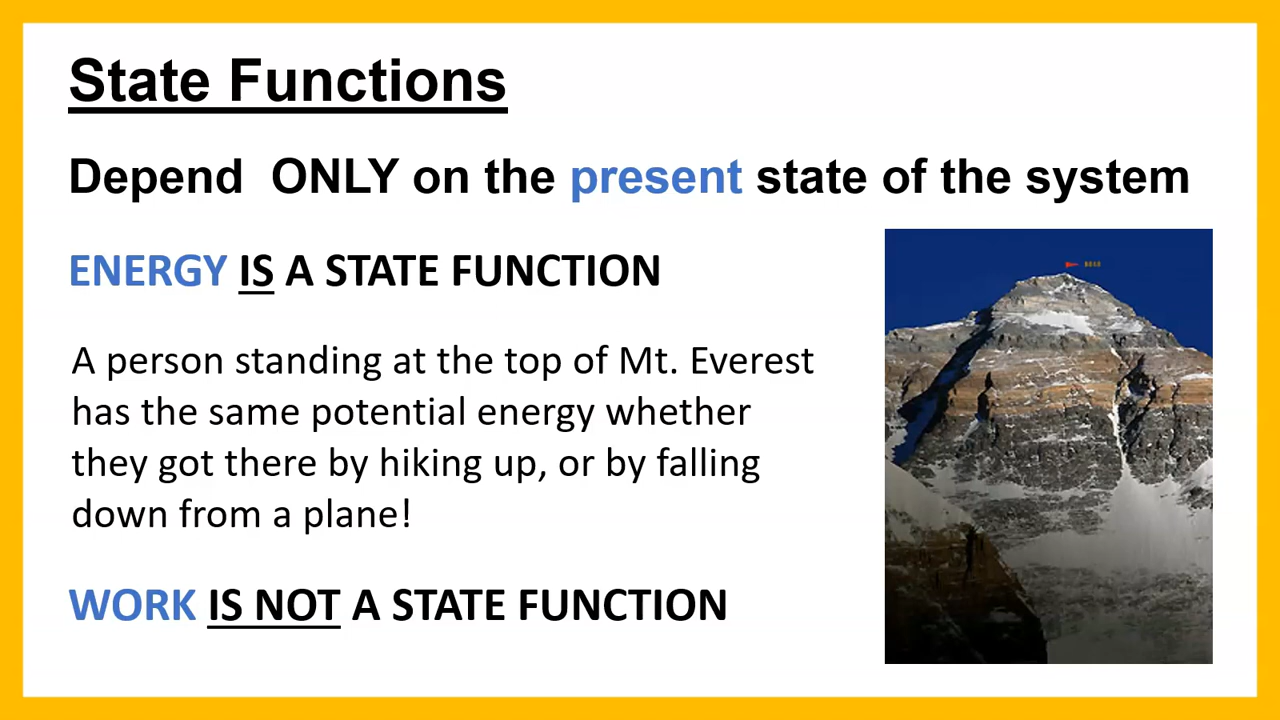 State Functions
Depend  ONLY on the present state of the system
ENERGY IS A STATE FUNCTION
A person standing at the top of Mt. Everest
has the same potential energy whether
they got there by hiking up, or by falling
down from a plane!
WORK IS NOT A STATE FUNCTION